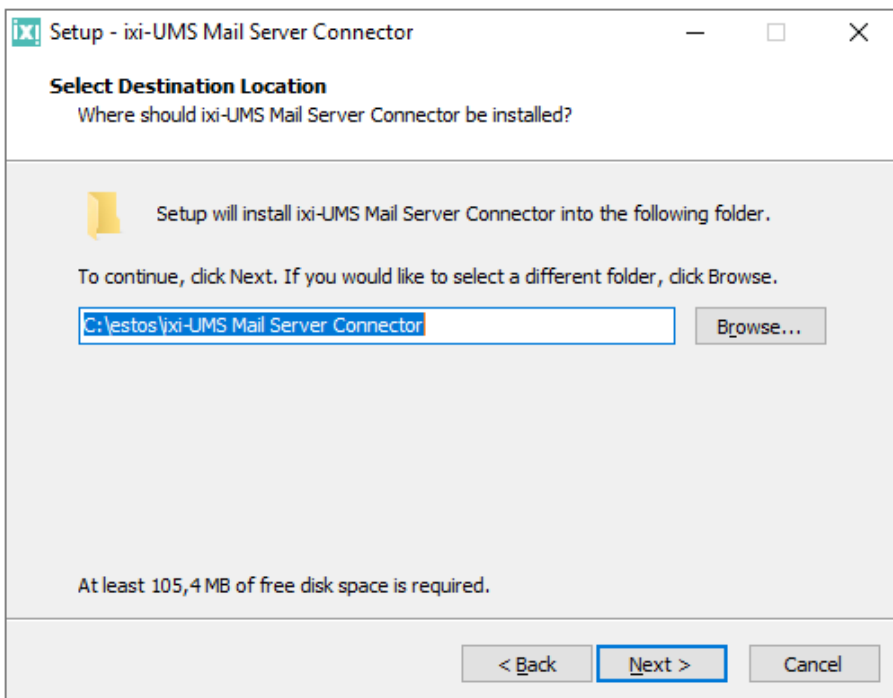 ixi Setup - ixi-UMS Mail Server Connector
Select Destination Location
Where should ixi-UMS Mail Server Connector be installed?
Setup will install ixi-UMS Mail Server Connector into the following folder.
To continue, click Next. If you would like to select a different folder, click Browse.
C:\estos\ixi-UMS Mail Server Connector Browse...
At least 105,4 MB of free disk space is required.
< Back Next > Cancel